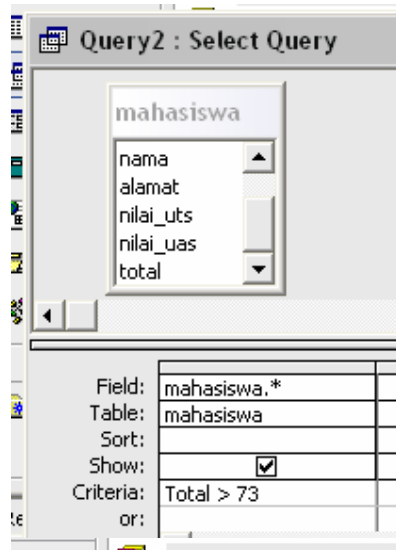 Query2 : Select Query
mahasiswa
nama
alamat
nilai_uts
nilai_uas
total
Field: mahasiswa.*
Table: mahasiswa
Sort:
Show:
Criteria: Total > 73
or: